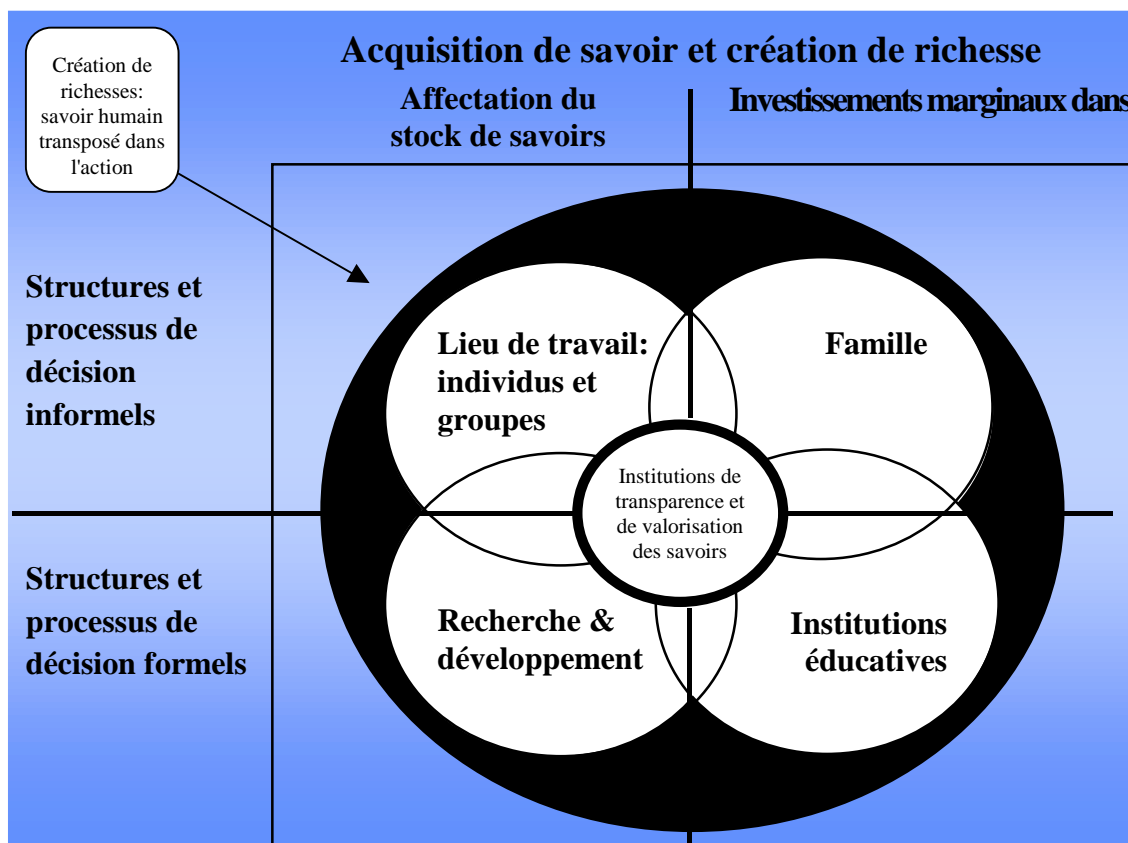 Acquisition de savoir et création de richesse
Création de
richesses:
savoir humain
transposé dans
l'action
Affectation du
stock de savoirs
Investissements marginaux dans
Structures et
processus de
décision
informels
Lieu de travail:
individus et
groupes
Famille
Institutions de
transparence et
de valorisation
des savoirs
Structures et
processus de
décision formels
Recherche &
développement
Institutions
éducatives